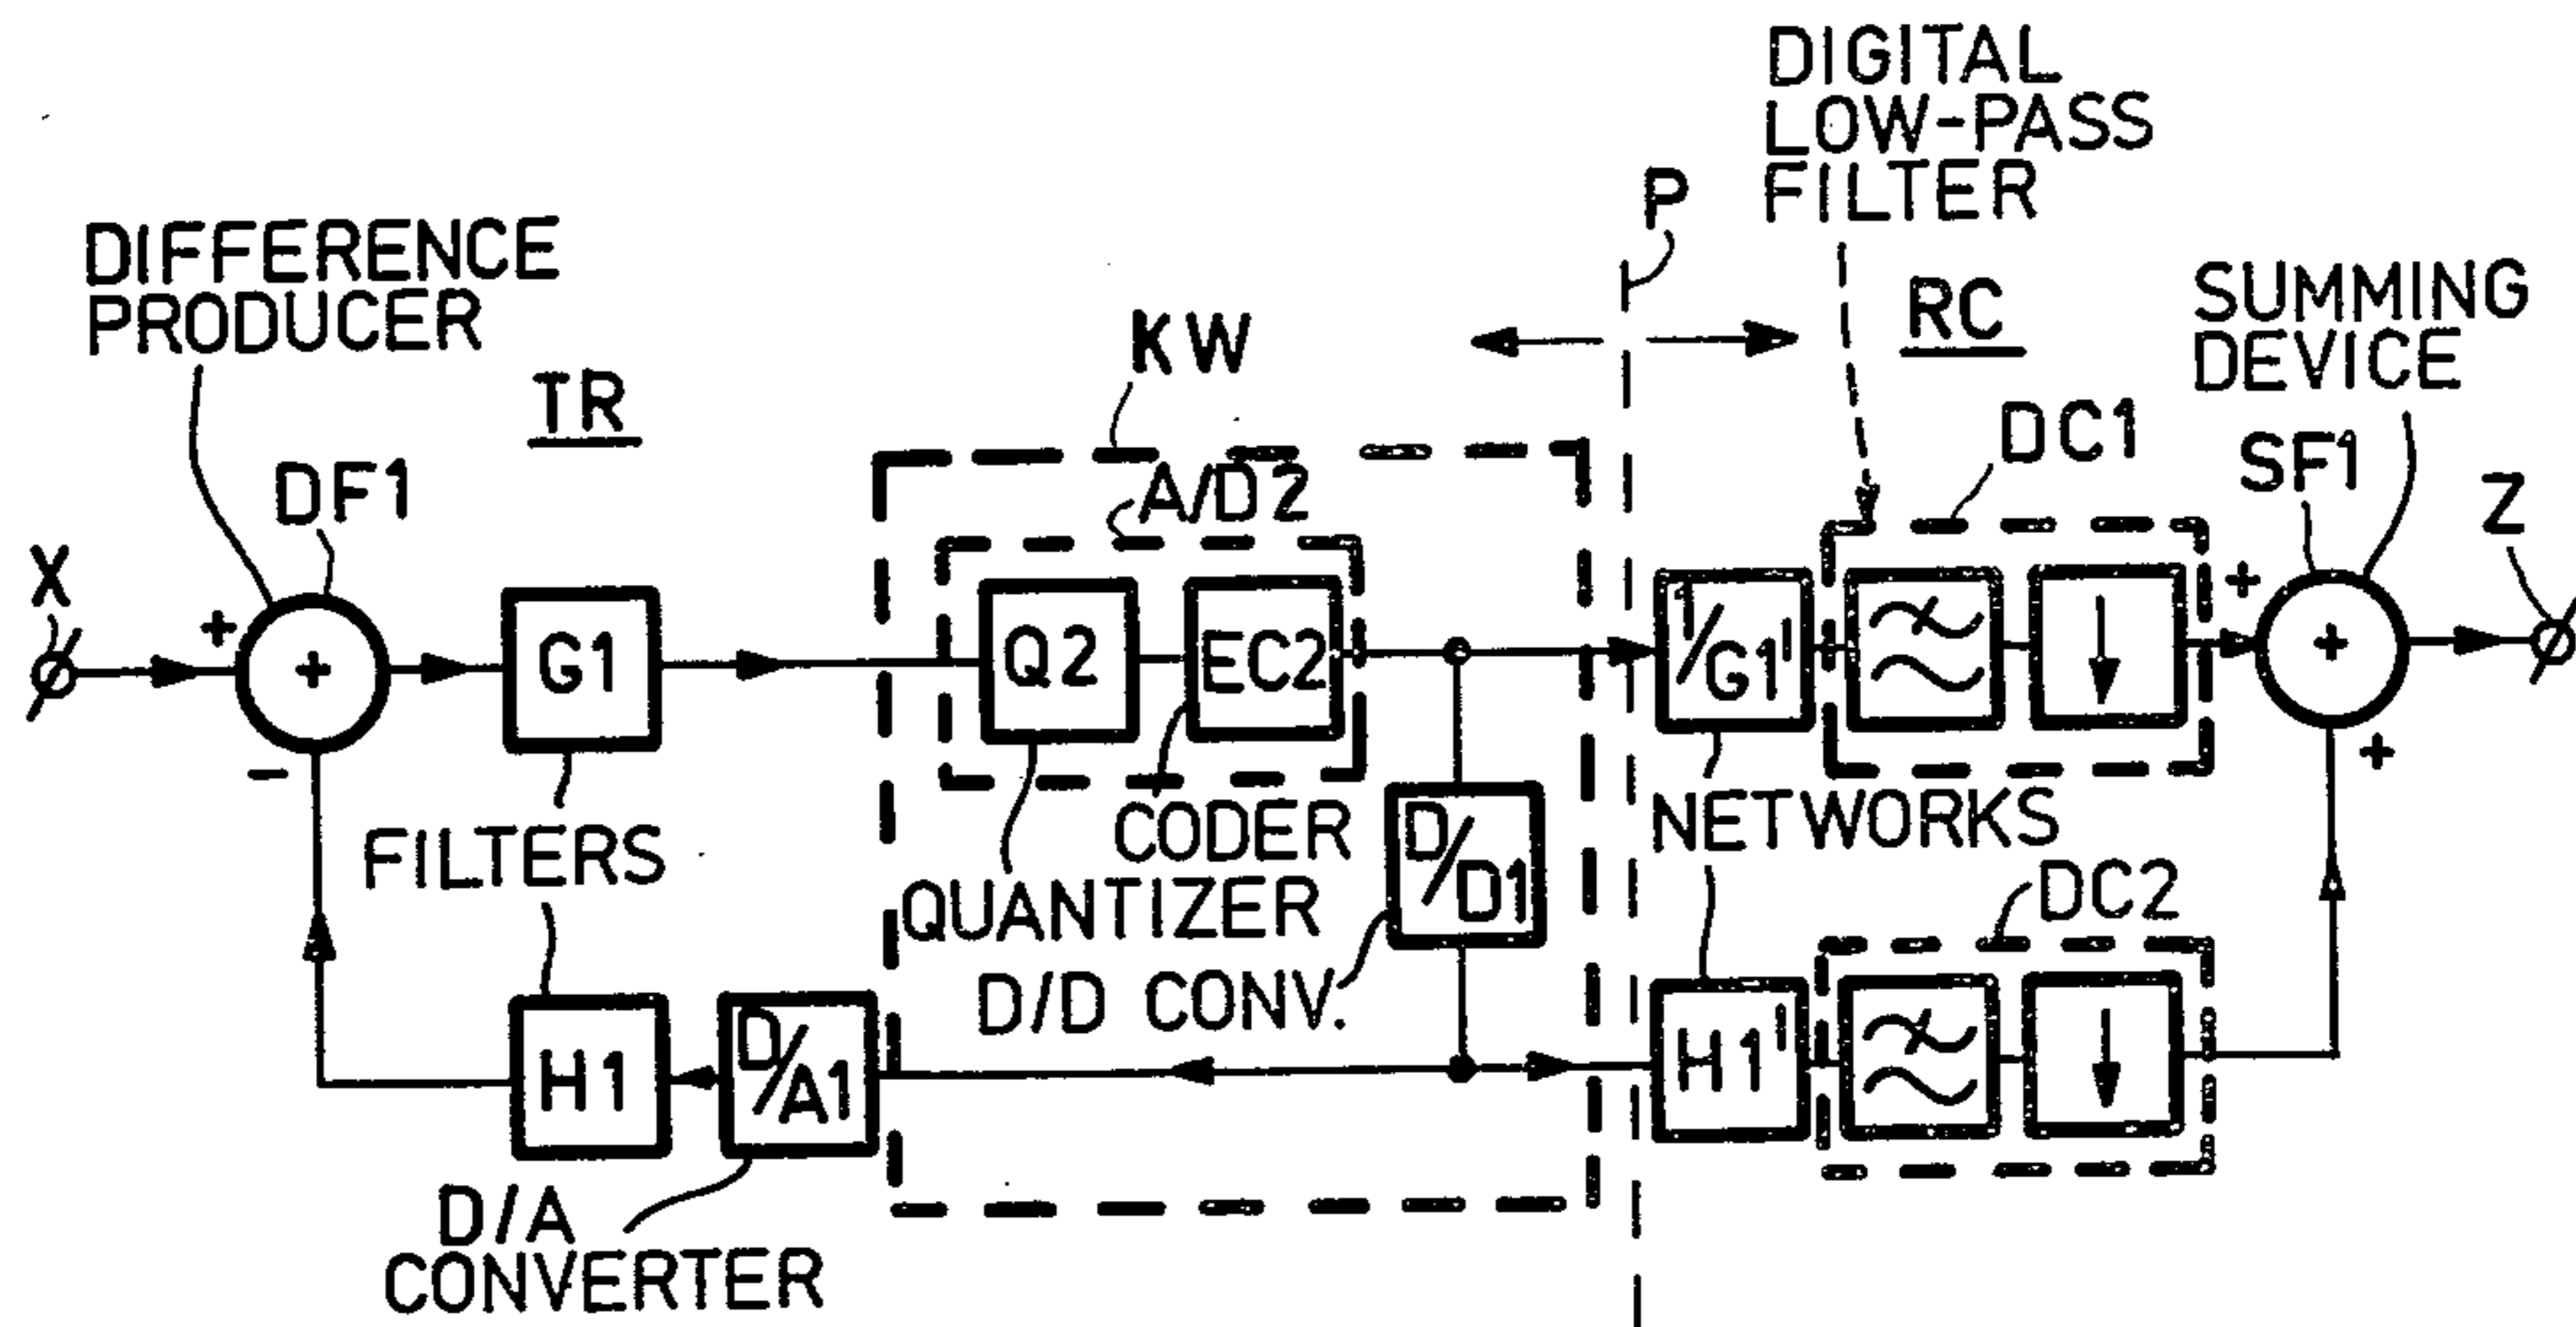 DIGITAL
LOW-PASS
FILTER
P
DIFFERENCE
PRODUCER
RC
SUMMING
DEVICE
KW
TR
DC1
SF1
DF1
A/D2
Z
X
+
+
G1
Q2
EC2
1/G1'
+
+
-
+
FILTERS
CODER
QUANTIZER
D/D1
NETWORKS
DC2
D/D CONV.
H1
D/A1
H1'
D/A
CONVERTER